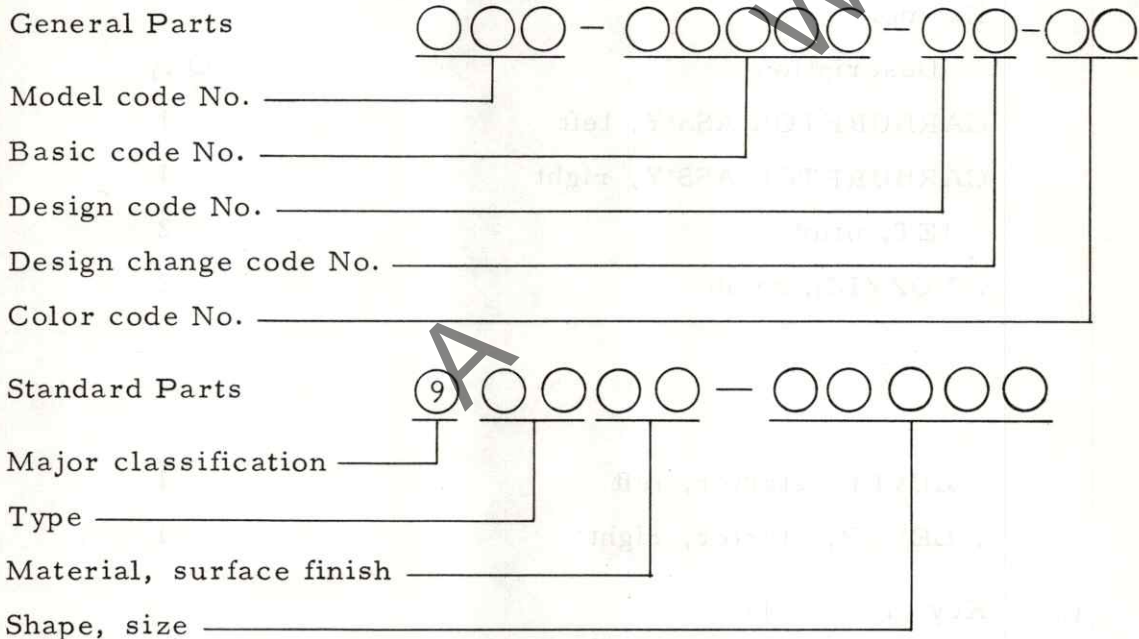 General Parts ○○○ – ○○○○○ – ○○-○○
Model code No.
Basic code No.
Design code No.
Design change code No.
Color code No.
Standard Parts ⑨○○○○ – ○○○○○
Major classification
Type
Material, surface finish
Shape, size